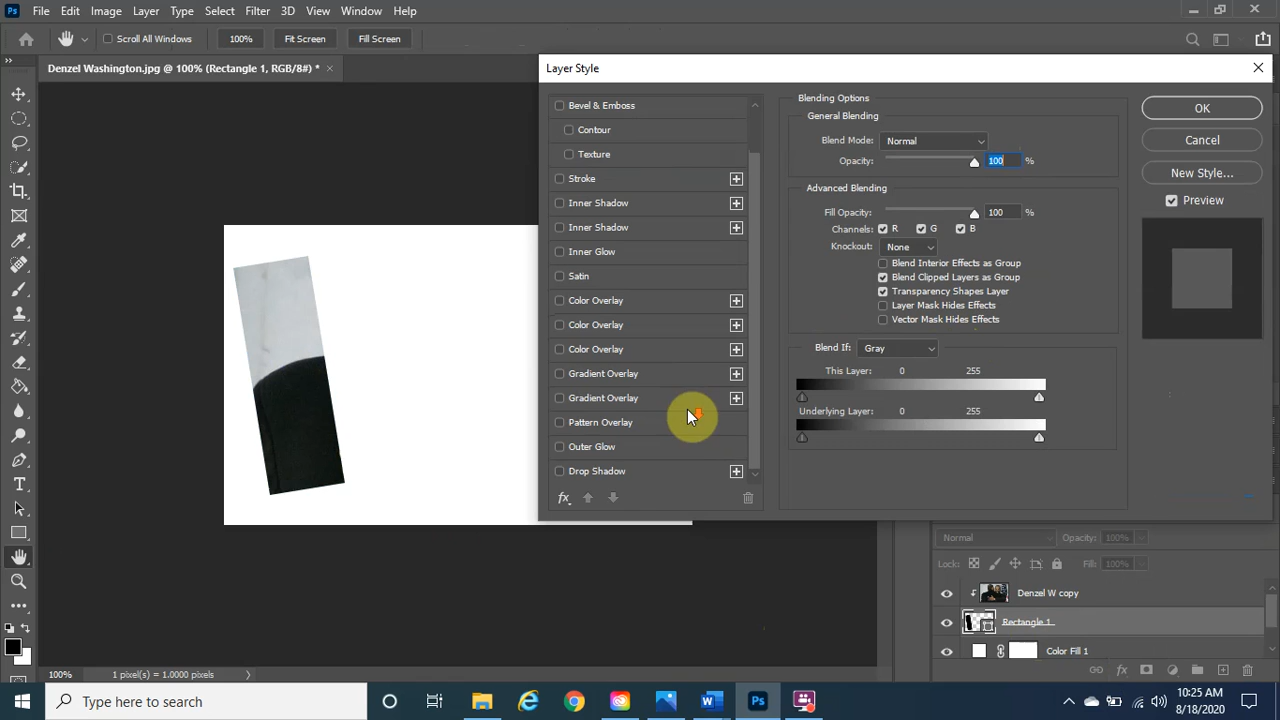 Ps File Edit Image Layer Type Select Filter 3D View Window Help
Scroll All Windows 100% Fit Screen Fill Screen
Denzel Washington.jpg @ 100% (Rectangle 1, RGB/8#) * ×
Layer Style
Bevel & Emboss
Contour
Texture
Stroke
Inner Shadow
Inner Shadow
Inner Glow
Satin
Color Overlay
Color Overlay
Color Overlay
Gradient Overlay
Gradient Overlay
Pattern Overlay
Outer Glow
Drop Shadow
fx
Blending Options
General Blending
Blend Mode: Normal
Opacity: 100 %
Advanced Blending
Fill Opacity: 100 %
Channels: R G B
Knockout: None
Blend Interior Effects as Group
Blend Clipped Layers as Group
Transparency Shapes Layer
Layer Mask Hides Effects
Vector Mask Hides Effects
Blend If: Gray
This Layer: 0 255
Underlying Layer: 0 255
OK
Cancel
New Style...
Preview
Normal Opacity: 100%
Lock: Fill: 100%
Denzel W copy
Rectangle 1
Color Fill 1
fx
100% 1 pixel(s) = 1.0000 pixels
Type here to search
Ps
10:25 AM
8/18/2020